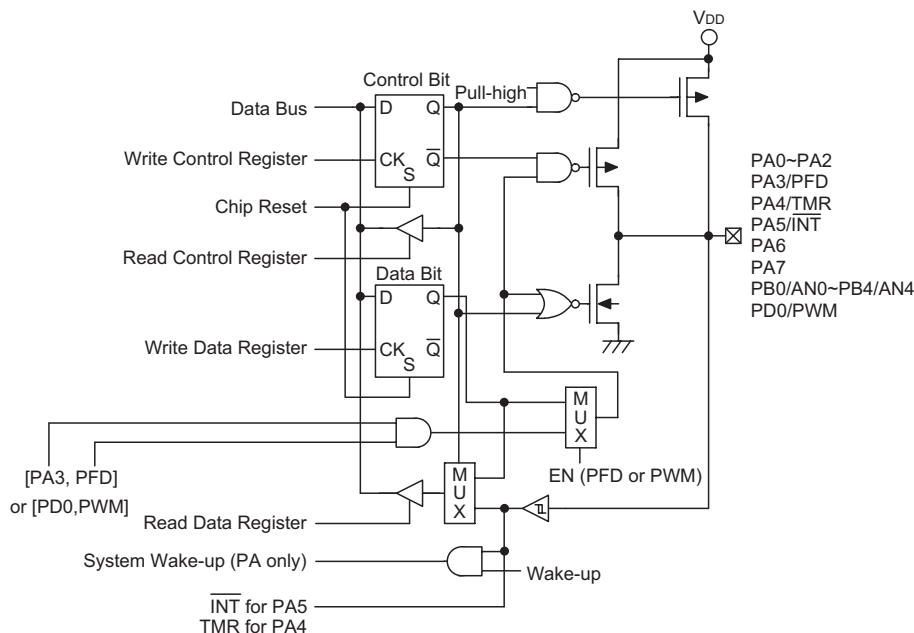 VDD
Control Bit
Pull-high
Data Bus
D
Q
Write Control Register
CK
Q
S
Chip Reset
Read Control Register
Data Bit
D
Q
Write Data Register
CK
Q
S
PA0~PA2
PA3/PFD
PA4/TMR
PA5/INT
PA6
PA7
PB0/AN0~PB4/AN4
PD0/PWM
M
U
X
[PA3, PFD]
or [PD0,PWM]
EN (PFD or PWM)
M
U
X
Read Data Register
System Wake-up (PA only)
Wake-up
INT for PA5
TMR for PA4